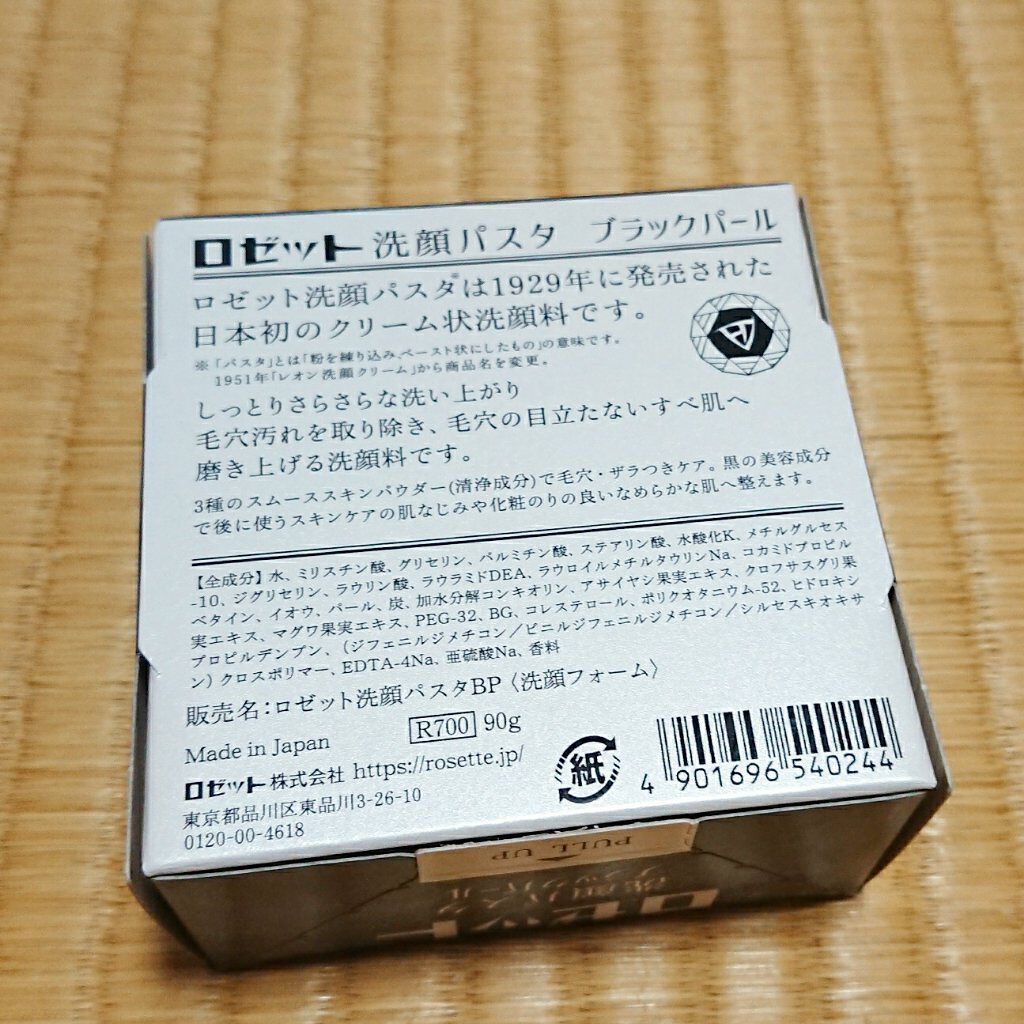 ロゼット 洗顔パスタ ブラックパール
ロゼット洗顔パスタ※は1929年に発売された
日本初のクリーム状洗顔料です。
※「パスタ」とは「粉を練り込み、ペースト状にしたもの」の意味です。
1951年「レオン洗顔クリーム」から商品名を変更。
しっとりさらさらな洗い上がり
毛穴汚れを取り除き、毛穴の目立たないすべ肌へ
磨き上げる洗顔料です。
3種のスムーススキンパウダー(清浄成分)で毛穴・ザラつきケア。黒の美容成分
で後に使うスキンケアの肌なじみや化粧のりの良いなめらかな肌へ整えます。
【全成分】水、ミリスチン酸、グリセリン、パルミチン酸、ステアリン酸、水酸化K、メチルグルセス
-10、ジグリセリン、ラウリン酸、ラウラミドDEA、ラウロイルメチルタウリンNa、コカミドプロピル
ベタイン、イオウ、パール、炭、加水分解コンキオリン、アサイヤシ果実エキス、クロフサスグリ果
実エキス、マグワ果実エキス、PEG-32、BG、コレステロール、ポリクオタニウム-52、ヒドロキシ
プロピルデンプン、（ジフェニルジメチコン／ビニルジフェニルジメチコン／シルセスキオキサ
ン）クロスポリマー、EDTA-4Na、亜硫酸Na、香料
販売名：ロゼット洗顔パスタBP〈洗顔フォーム〉
R700 90g
Made in Japan
ロゼット株式会社 https://rosette.jp/
東京都品川区東品川3-26-10
0120-00-4618
紙
4 901696 540244
PULL UP
ロゼット
洗顔パスタ
ブラックパール